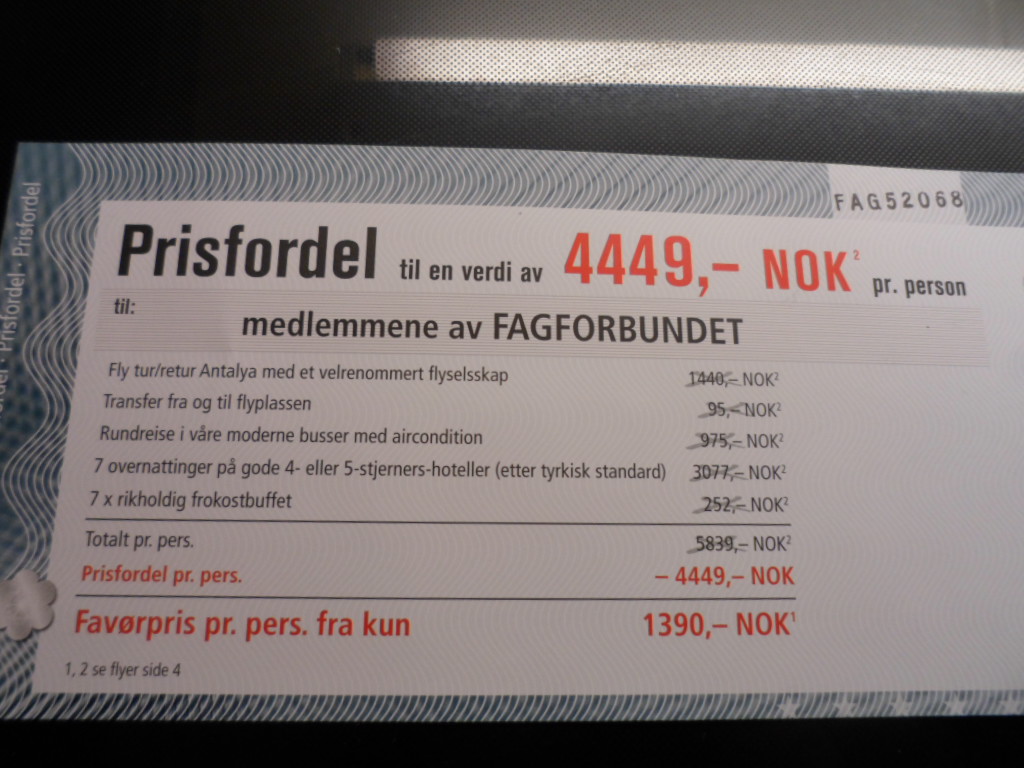 FAG52068
Prisfordel til en verdi av 4449,– NOK² pr. person
til:
medlemmene av FAGFORBUNDET
Fly tur/retur Antalya med et velrenommert flyselsskap 1440,– NOK²
Transfer fra og til flyplassen 95,– NOK²
Rundreise i våre moderne busser med aircondition 975,– NOK²
7 overnattinger på gode 4- eller 5-stjerners-hoteller (etter tyrkisk standard) 3077,– NOK²
7 x rikholdig frokostbuffet 252,– NOK²
Totalt pr. pers. 5839,– NOK²
Prisfordel pr. pers. – 4449,– NOK
Favørpris pr. pers. fra kun 1390,– NOK¹
1, 2 se flyer side 4
Prisfordel · Prisfordel